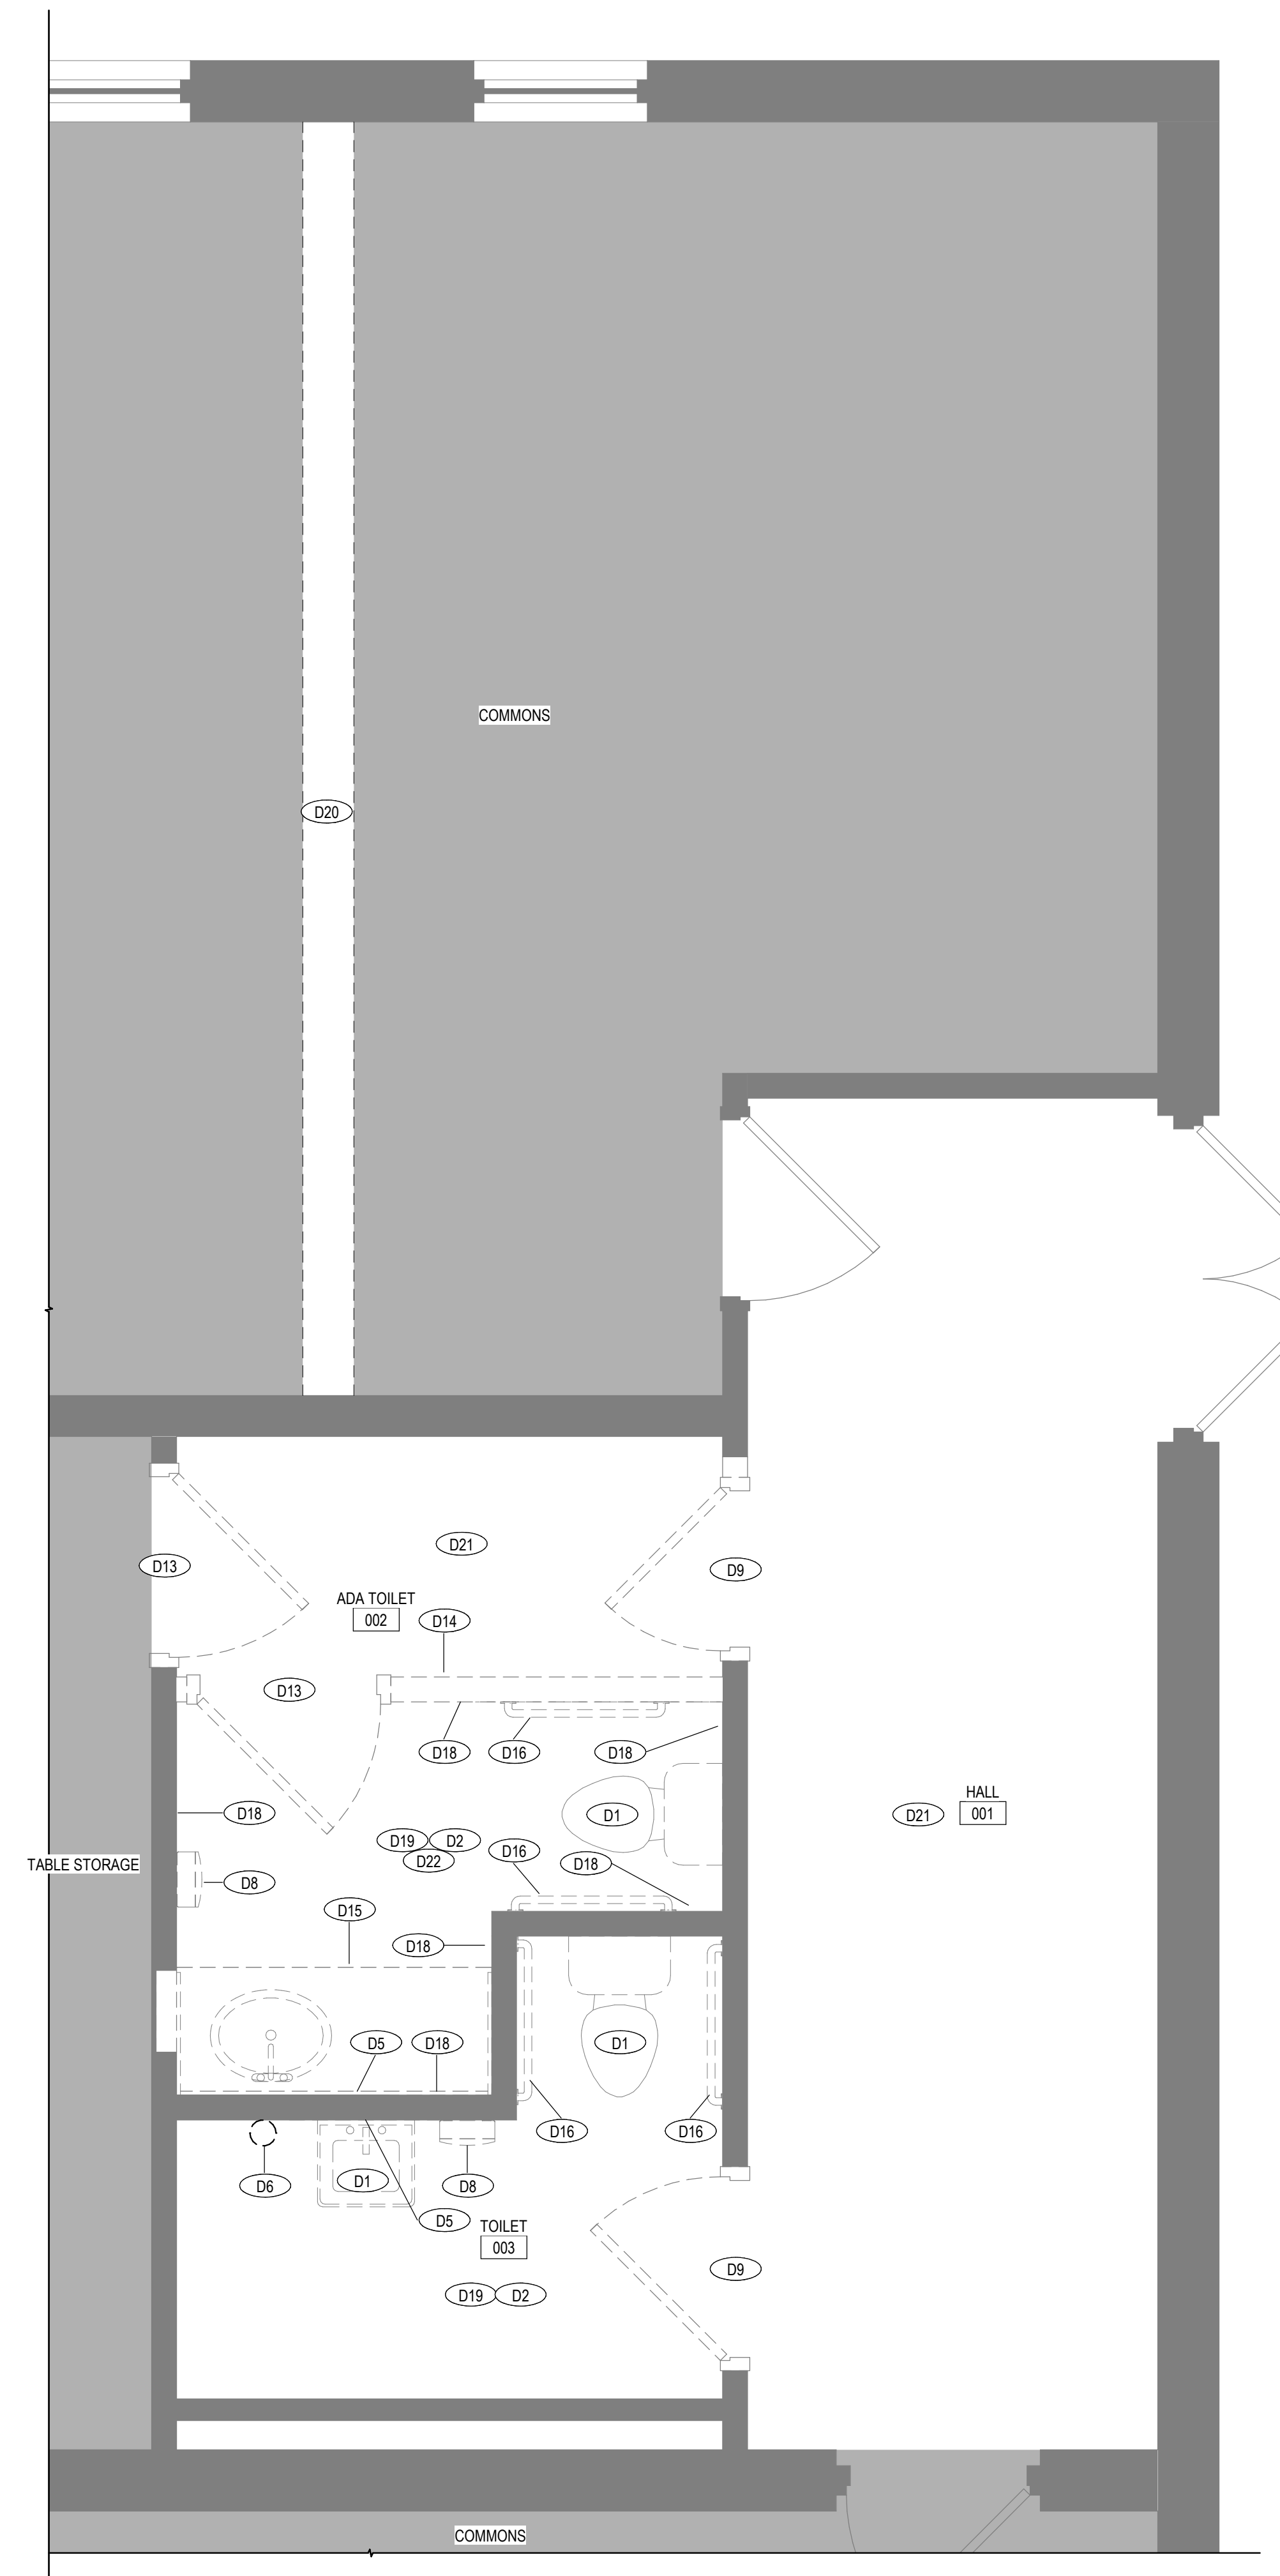 COMMONS
D20
D21
D13
D9
ADA TOILET
002
D14
D13
D18
D16
D18
HALL
D21
001
D18
D1
D19
D2
D22
D16
D18
TABLE STORAGE
D8
D15
D18
D5
D18
D1
D16
D16
D6
D1
D8
D5
TOILET
003
D9
D19
D2
COMMONS